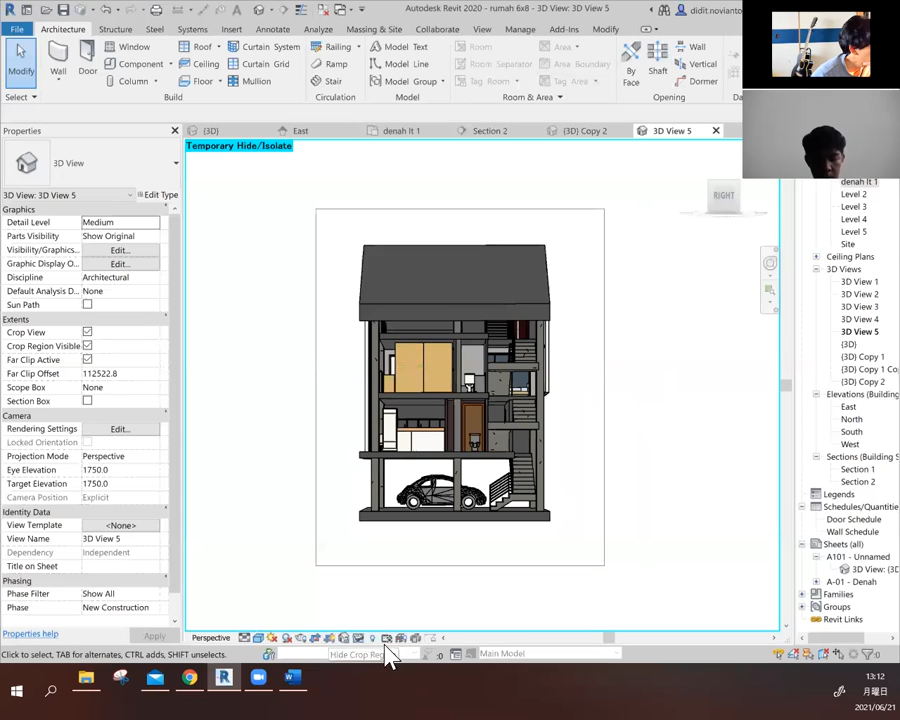 Autodesk Revit 2020 - rumah 6x8 - 3D View: 3D View 5
didit.novianto
File
Architecture
Structure
Steel
Systems
Insert
Annotate
Analyze
Massing & Site
Collaborate
View
Manage
Add-Ins
Modify
Modify
Wall
Door
Window
Component
Column
Roof
Ceiling
Floor
Curtain System
Curtain Grid
Mullion
Railing
Ramp
Stair
Model Text
Model Line
Model Group
Room
Room Separator
Tag Room
Area
Area Boundary
Tag Area
By Face
Shaft
Wall
Vertical
Dormer
Select
Build
Circulation
Model
Room & Area
Opening
Properties
{3D}
East
denah lt 1
Section 2
{3D} Copy 2
3D View 5
Temporary Hide/Isolate
RIGHT
3D View
3D View: 3D View 5
Edit Type
Graphics
Detail Level Medium
Parts Visibility Show Original
Visibility/Graphics... Edit...
Graphic Display O... Edit...
Discipline Architectural
Default Analysis D... None
Sun Path
Extents
Crop View
Crop Region Visible
Far Clip Active
Far Clip Offset 112522.8
Scope Box None
Section Box
Camera
Rendering Settings Edit...
Locked Orientation
Projection Mode Perspective
Eye Elevation 1750.0
Target Elevation 1750.0
Camera Position Explicit
Identity Data
View Template <None>
View Name 3D View 5
Dependency Independent
Title on Sheet
Phasing
Phase Filter Show All
Phase New Construction
Properties help
Apply
denah lt 1
Level 2
Level 3
Level 4
Level 5
Site
Ceiling Plans
3D Views
3D View 1
3D View 2
3D View 3
3D View 4
3D View 5
{3D}
{3D} Copy 1
{3D} Copy 1 Co
{3D} Copy 2
Elevations (Building
East
North
South
West
Sections (Building S
Section 1
Section 2
Legends
Schedules/Quantitie
Door Schedule
Wall Schedule
Sheets (all)
A101 - Unnamed
3D View: {3D
A-01 - Denah
Families
Groups
Revit Links
Perspective
Click to select, TAB for alternates, CTRL adds, SHIFT unselects.
Hide Crop Reg
:0
Main Model
:0
13:12
月曜日
2021/06/21